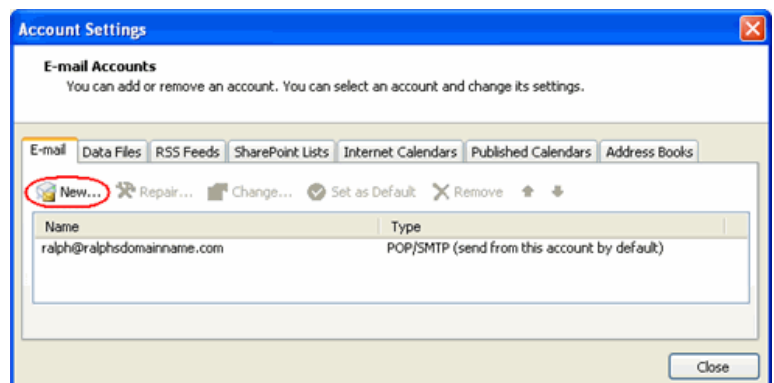 Account Settings
E-mail Accounts
You can add or remove an account. You can select an account and change its settings.
E-mail Data Files RSS Feeds SharePoint Lists Internet Calendars Published Calendars Address Books
New... Repair... Change... Set as Default Remove
Name Type
ralph@ralphsdomainname.com POP/SMTP (send from this account by default)
Close